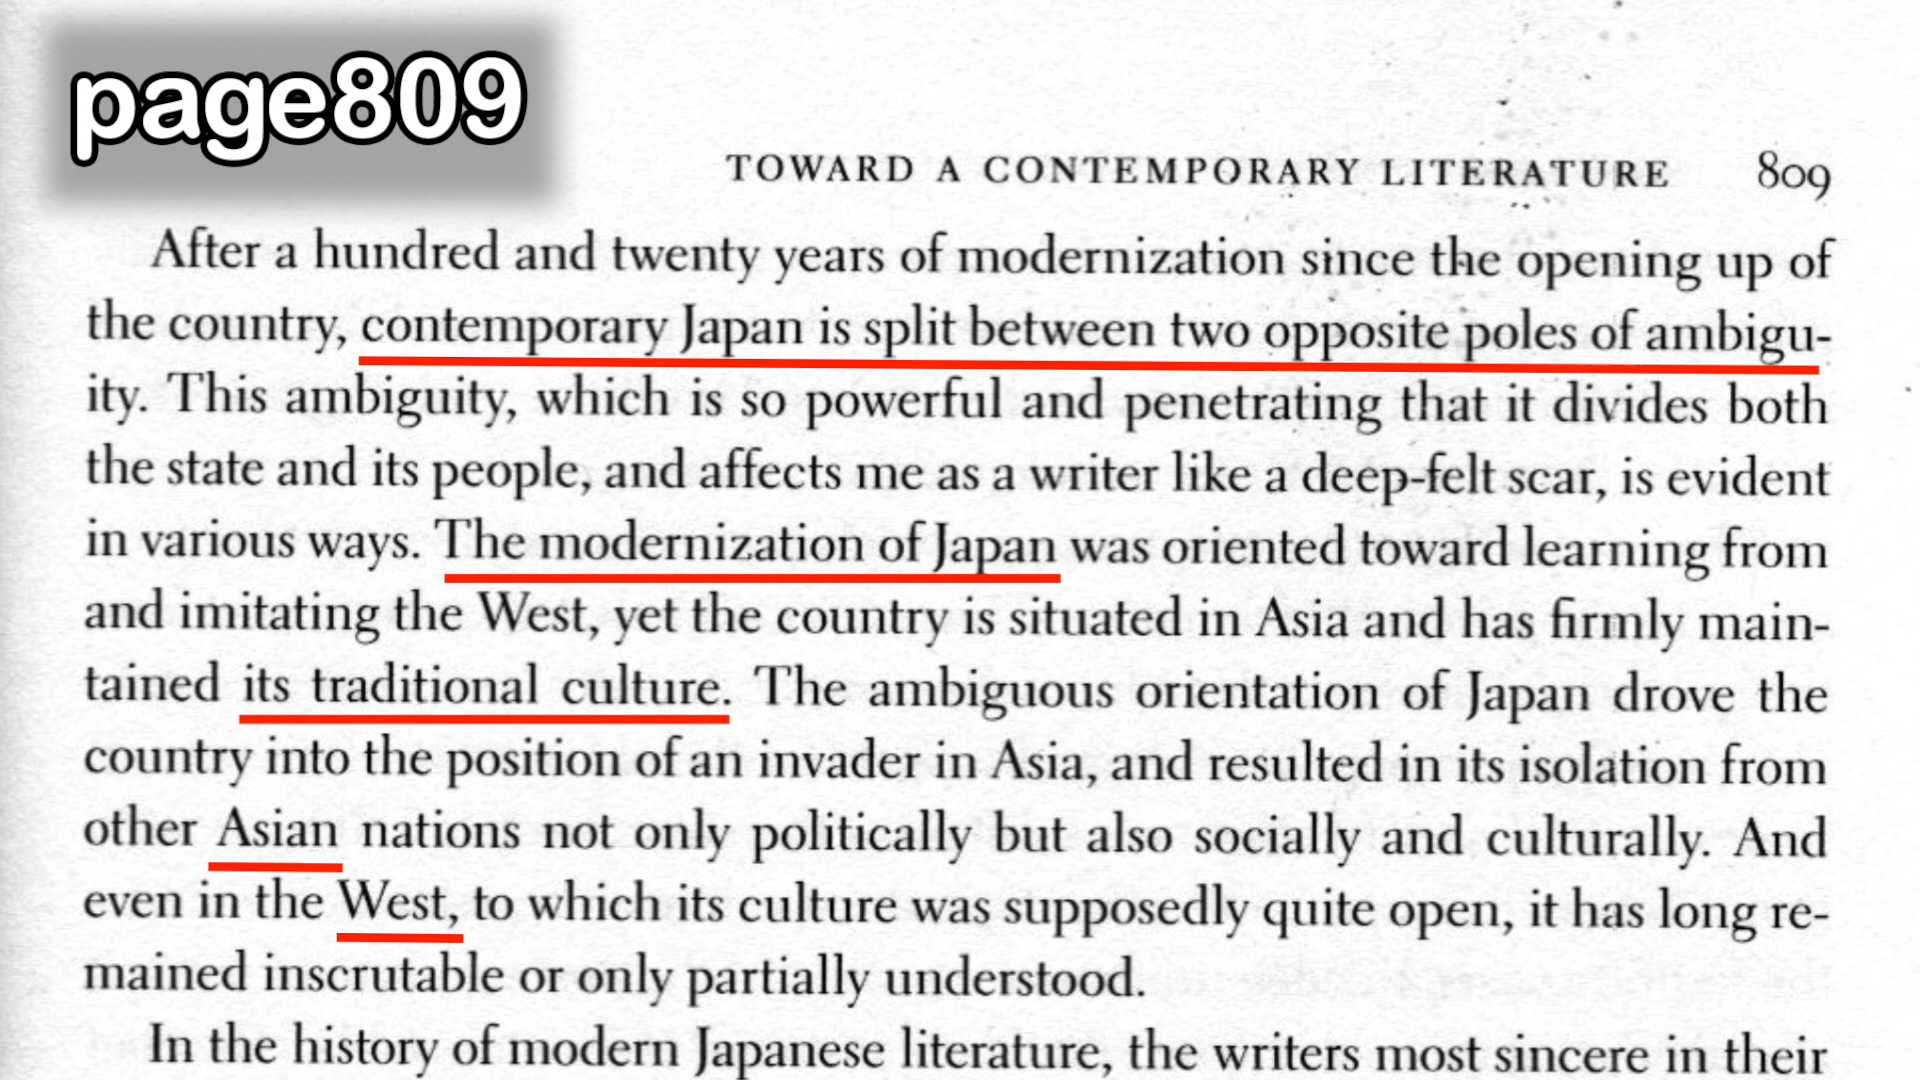 page809
TOWARD A CONTEMPORARY LITERATURE 809
After a hundred and twenty years of modernization since the opening up of
the country, contemporary Japan is split between two opposite poles of ambigu-
ity. This ambiguity, which is so powerful and penetrating that it divides both
the state and its people, and affects me as a writer like a deep-felt scar, is evident
in various ways. The modernization of Japan was oriented toward learning from
and imitating the West, yet the country is situated in Asia and has firmly main-
tained its traditional culture. The ambiguous orientation of Japan drove the
country into the position of an invader in Asia, and resulted in its isolation from
other Asian nations not only politically but also socially and culturally. And
even in the West, to which its culture was supposedly quite open, it has long re-
mained inscrutable or only partially understood.
In the history of modern Japanese literature, the writers most sincere in their